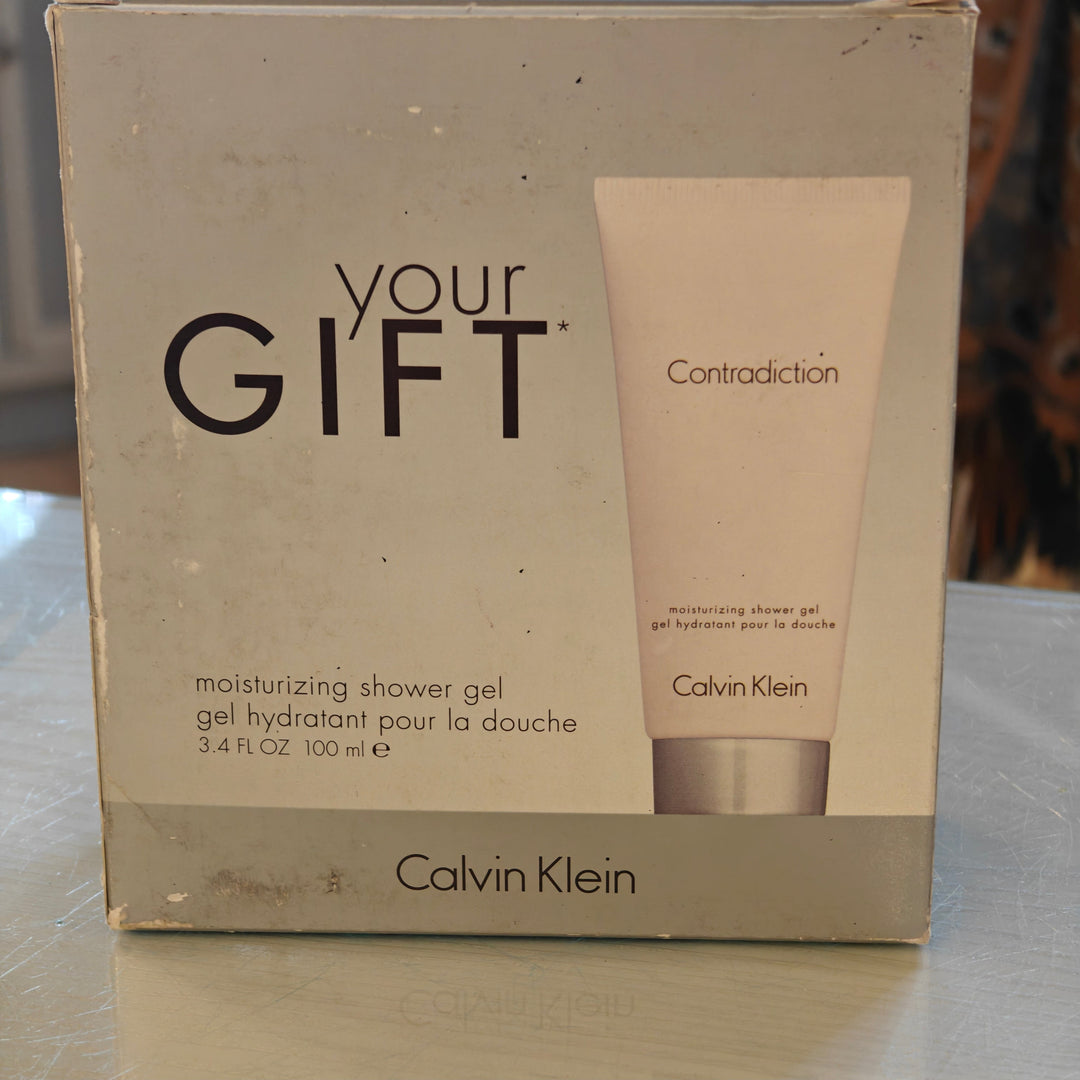 your
GIFT*
moisturizing shower gel
gel hydratant pour la douche
3.4 FL OZ 100 ml ℮
Contradiction
moisturizing shower gel
gel hydratant pour la douche
Calvin Klein
Calvin Klein